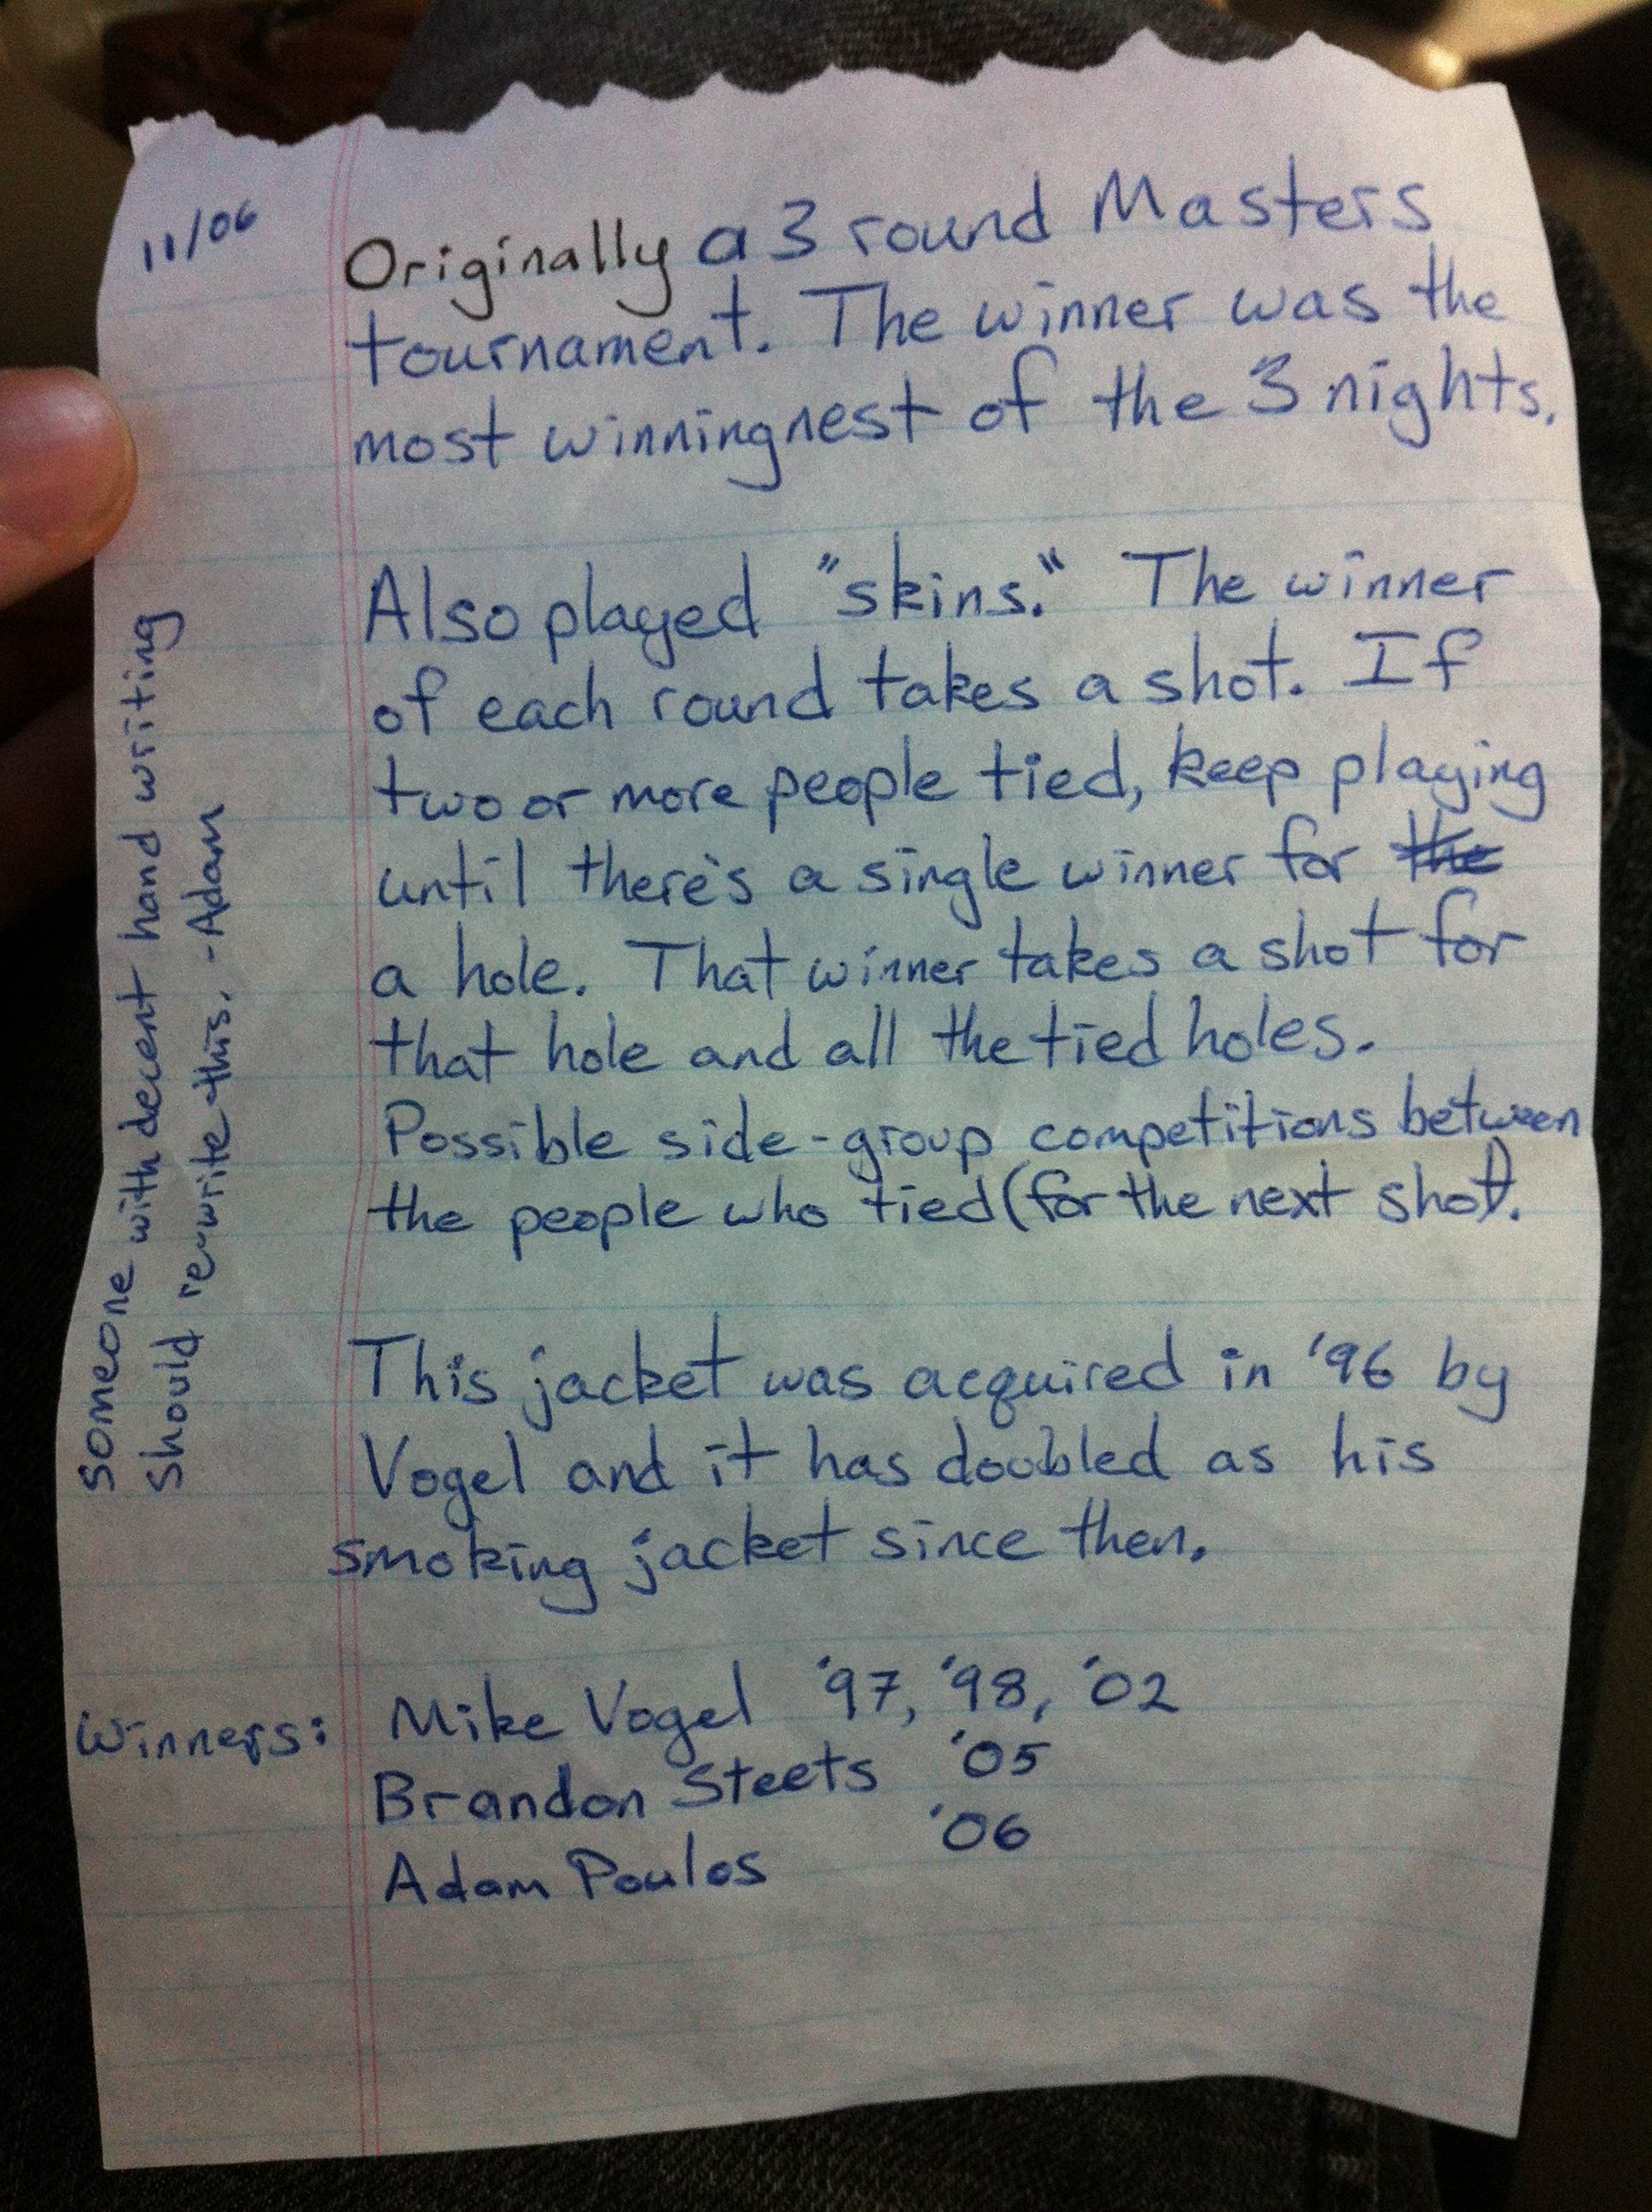 11/06
Originally a 3 round Masters
tournament. The winner was the
most winningnest of the 3 nights.
Also played "skins." The winner
of each round takes a shot. If
two or more people tied, keep playing
until there's a single winner for the
a hole. That winner takes a shot for
that hole and all the tied holes.
Possible side-group competitions between
the people who tied (for the next shot).
This jacket was acquired in '96 by
Vogel and it has doubled as his
smoking jacket since then.
Winners: Mike Vogel '97, '98, '02
Brandon Steets '05
Adam Poulos '06
Someone with decent hand writing
should rewrite this. -Adam